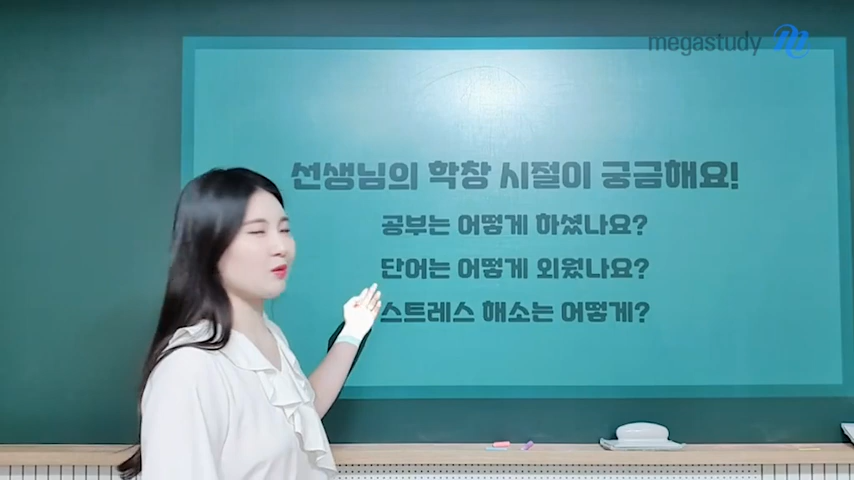 megastudy m
선생님의 학창 시절이 궁금해요!
공부는 어떻게 하셨나요?
단어는 어떻게 외웠나요?
스트레스 해소는 어떻게?